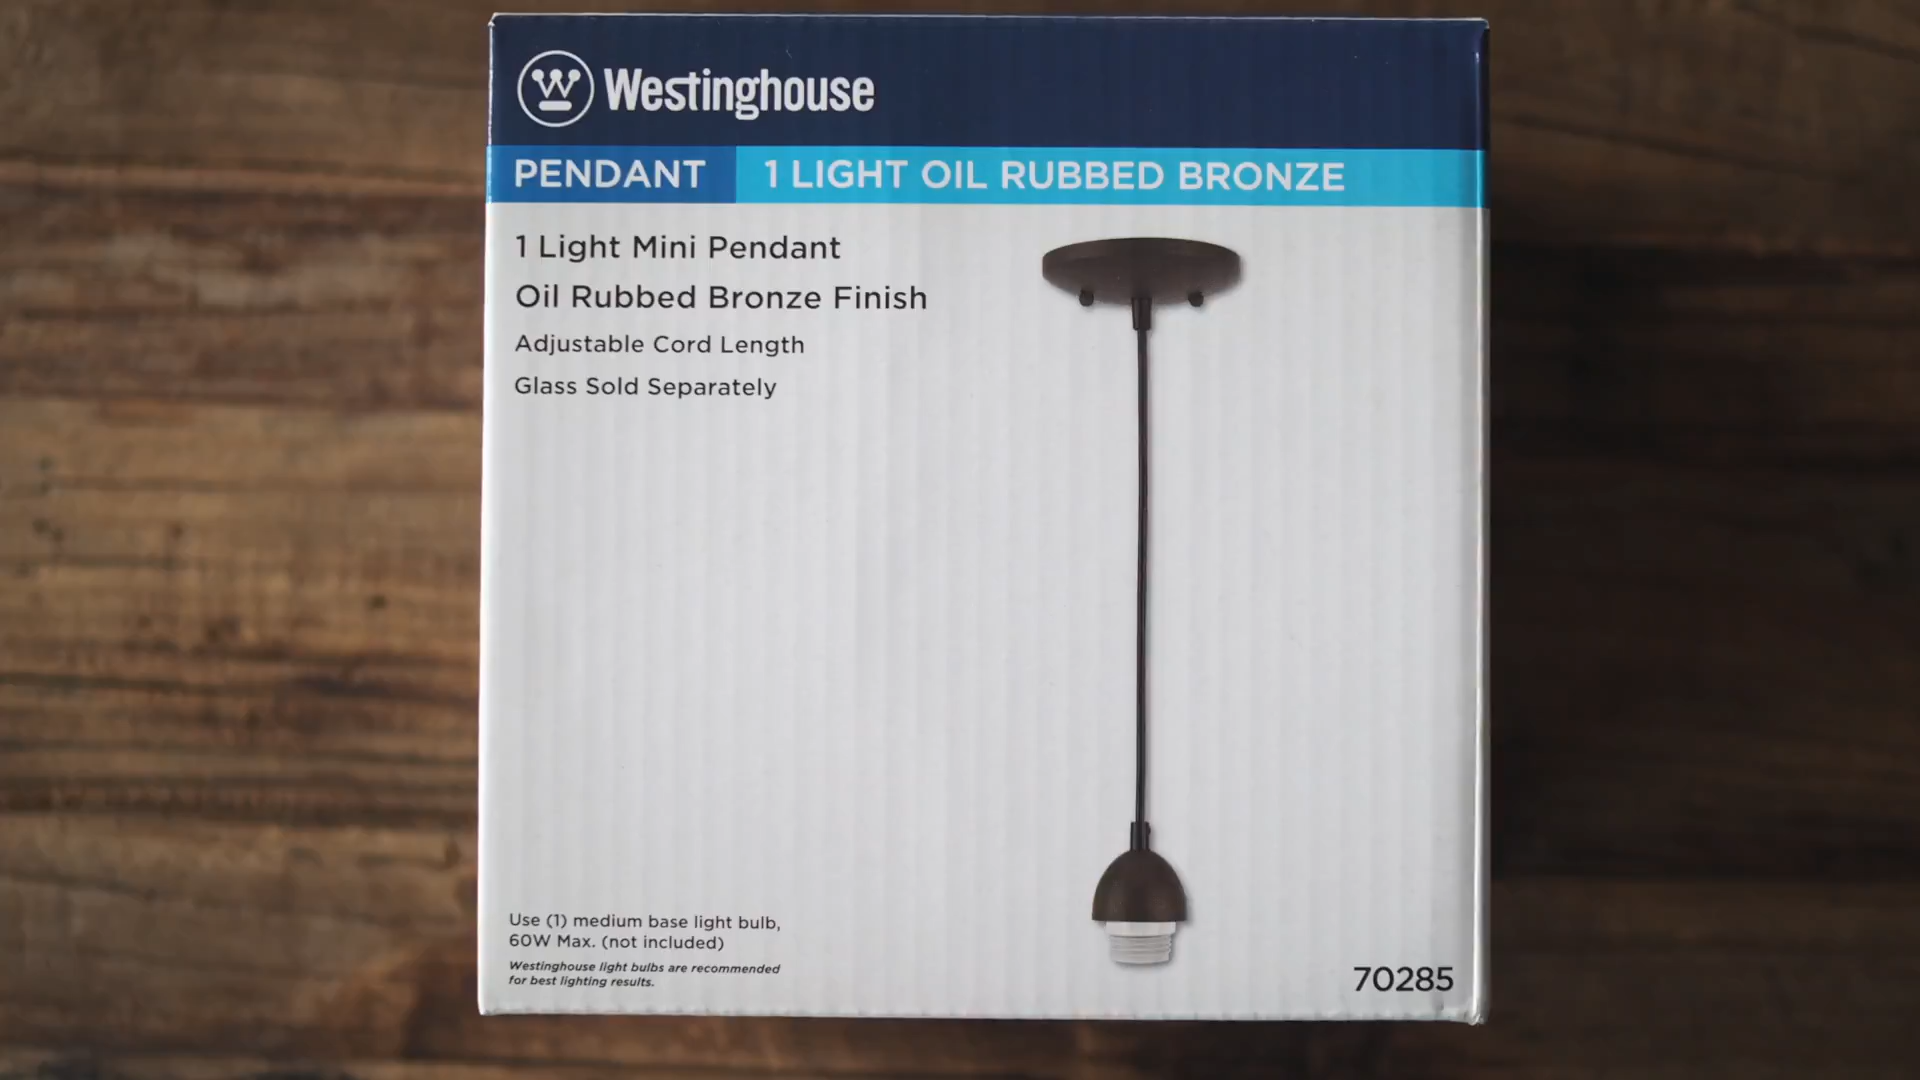 Westinghouse
PENDANT 1 LIGHT OIL RUBBED BRONZE
1 Light Mini Pendant
Oil Rubbed Bronze Finish
Adjustable Cord Length
Glass Sold Separately
Use (1) medium base light bulb,
60W Max. (not included)
Westinghouse light bulbs are recommended
for best lighting results.
70285